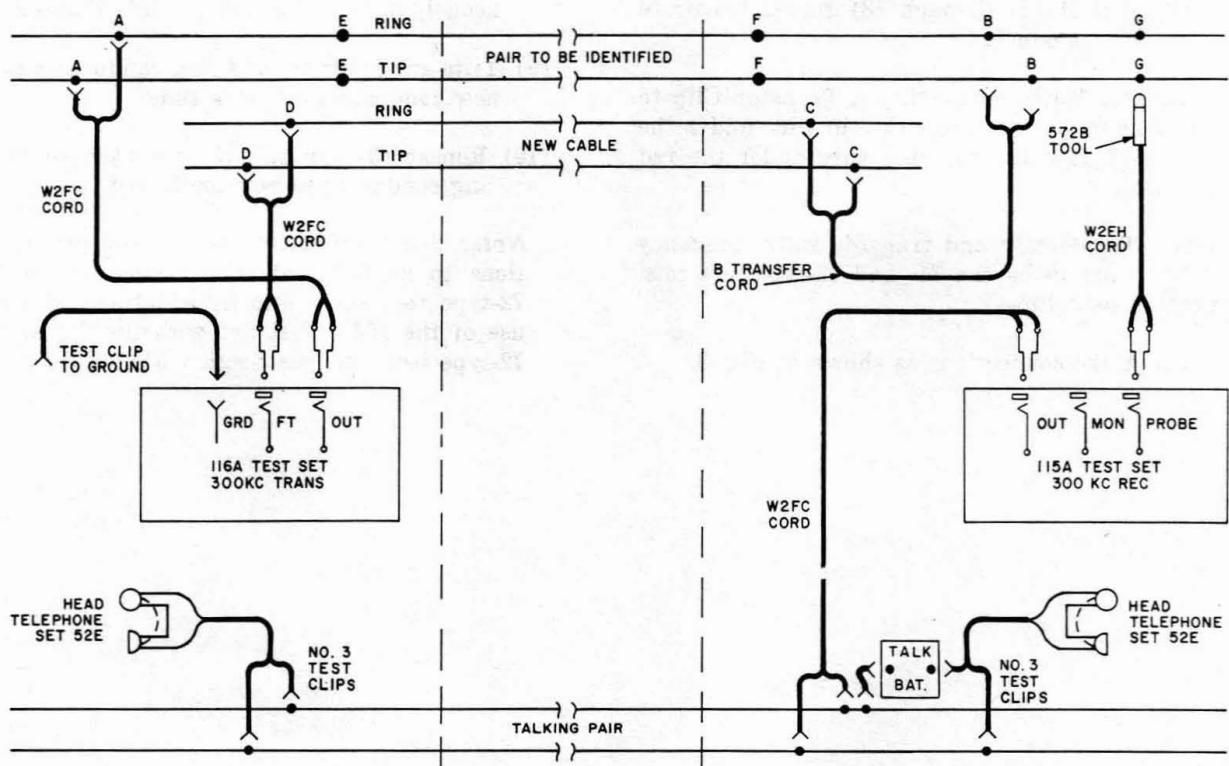 A E RING F B G
PAIR TO BE IDENTIFIED
A E TIP F B G
D RING C
NEW CABLE
D TIP C
572B
TOOL
W2FC
CORD
W2FC
CORD
W2EH
CORD
B TRANSFER
CORD
TEST CLIP
TO GROUND
GRD FT OUT
116A TEST SET
300KC TRANS
OUT MON PROBE
115A TEST SET
300 KC REC
W2FC
CORD
HEAD
TELEPHONE
SET 52E
NO. 3
TEST
CLIPS
TALK
BAT.
NO. 3
TEST
CLIPS
HEAD
TELEPHONE
SET 52E
TALKING PAIR